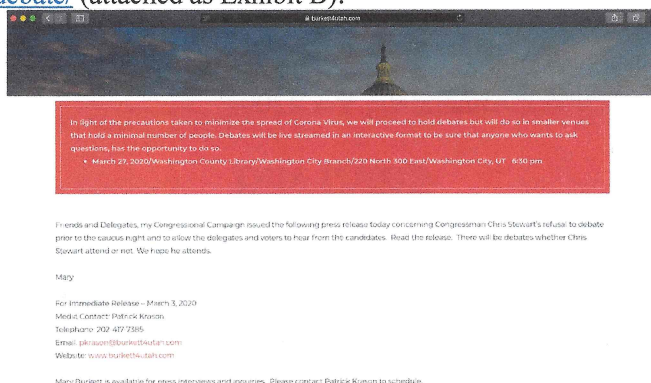 debate/ (attached as Exhibit B):
burkett4utah.com
In light of the precautions taken to minimize the spread of Corona Virus, we will proceed to hold debates but will do so in smaller venues
that hold a minimal number of people. Debates will be live streamed in an interactive format to be sure that anyone who wants to ask
questions, has the opportunity to do so.
• March 27, 2020/Washington County Library/Washington City Branch/220 North 300 East/Washington City, UT 6:30 pm
Friends and Delegates, my Congressional Campaign issued the following press release today concerning Congressman Chris Stewart's refusal to debate
prior to the caucus night and to allow the delegates and voters to hear from the candidates. Read the release. There will be debates whether Chris
Stewart attend or not. We hope he attends.
Mary
For Immediate Release – March 3, 2020
Media Contact: Patrick Krason
Telephone: 202-417-7385
Email: pkrason@burkett4utah.com
Website: www.burkett4utah.com
Mary Burkett is available for press interviews and inquiries. Please contact Patrick Krason to schedule.